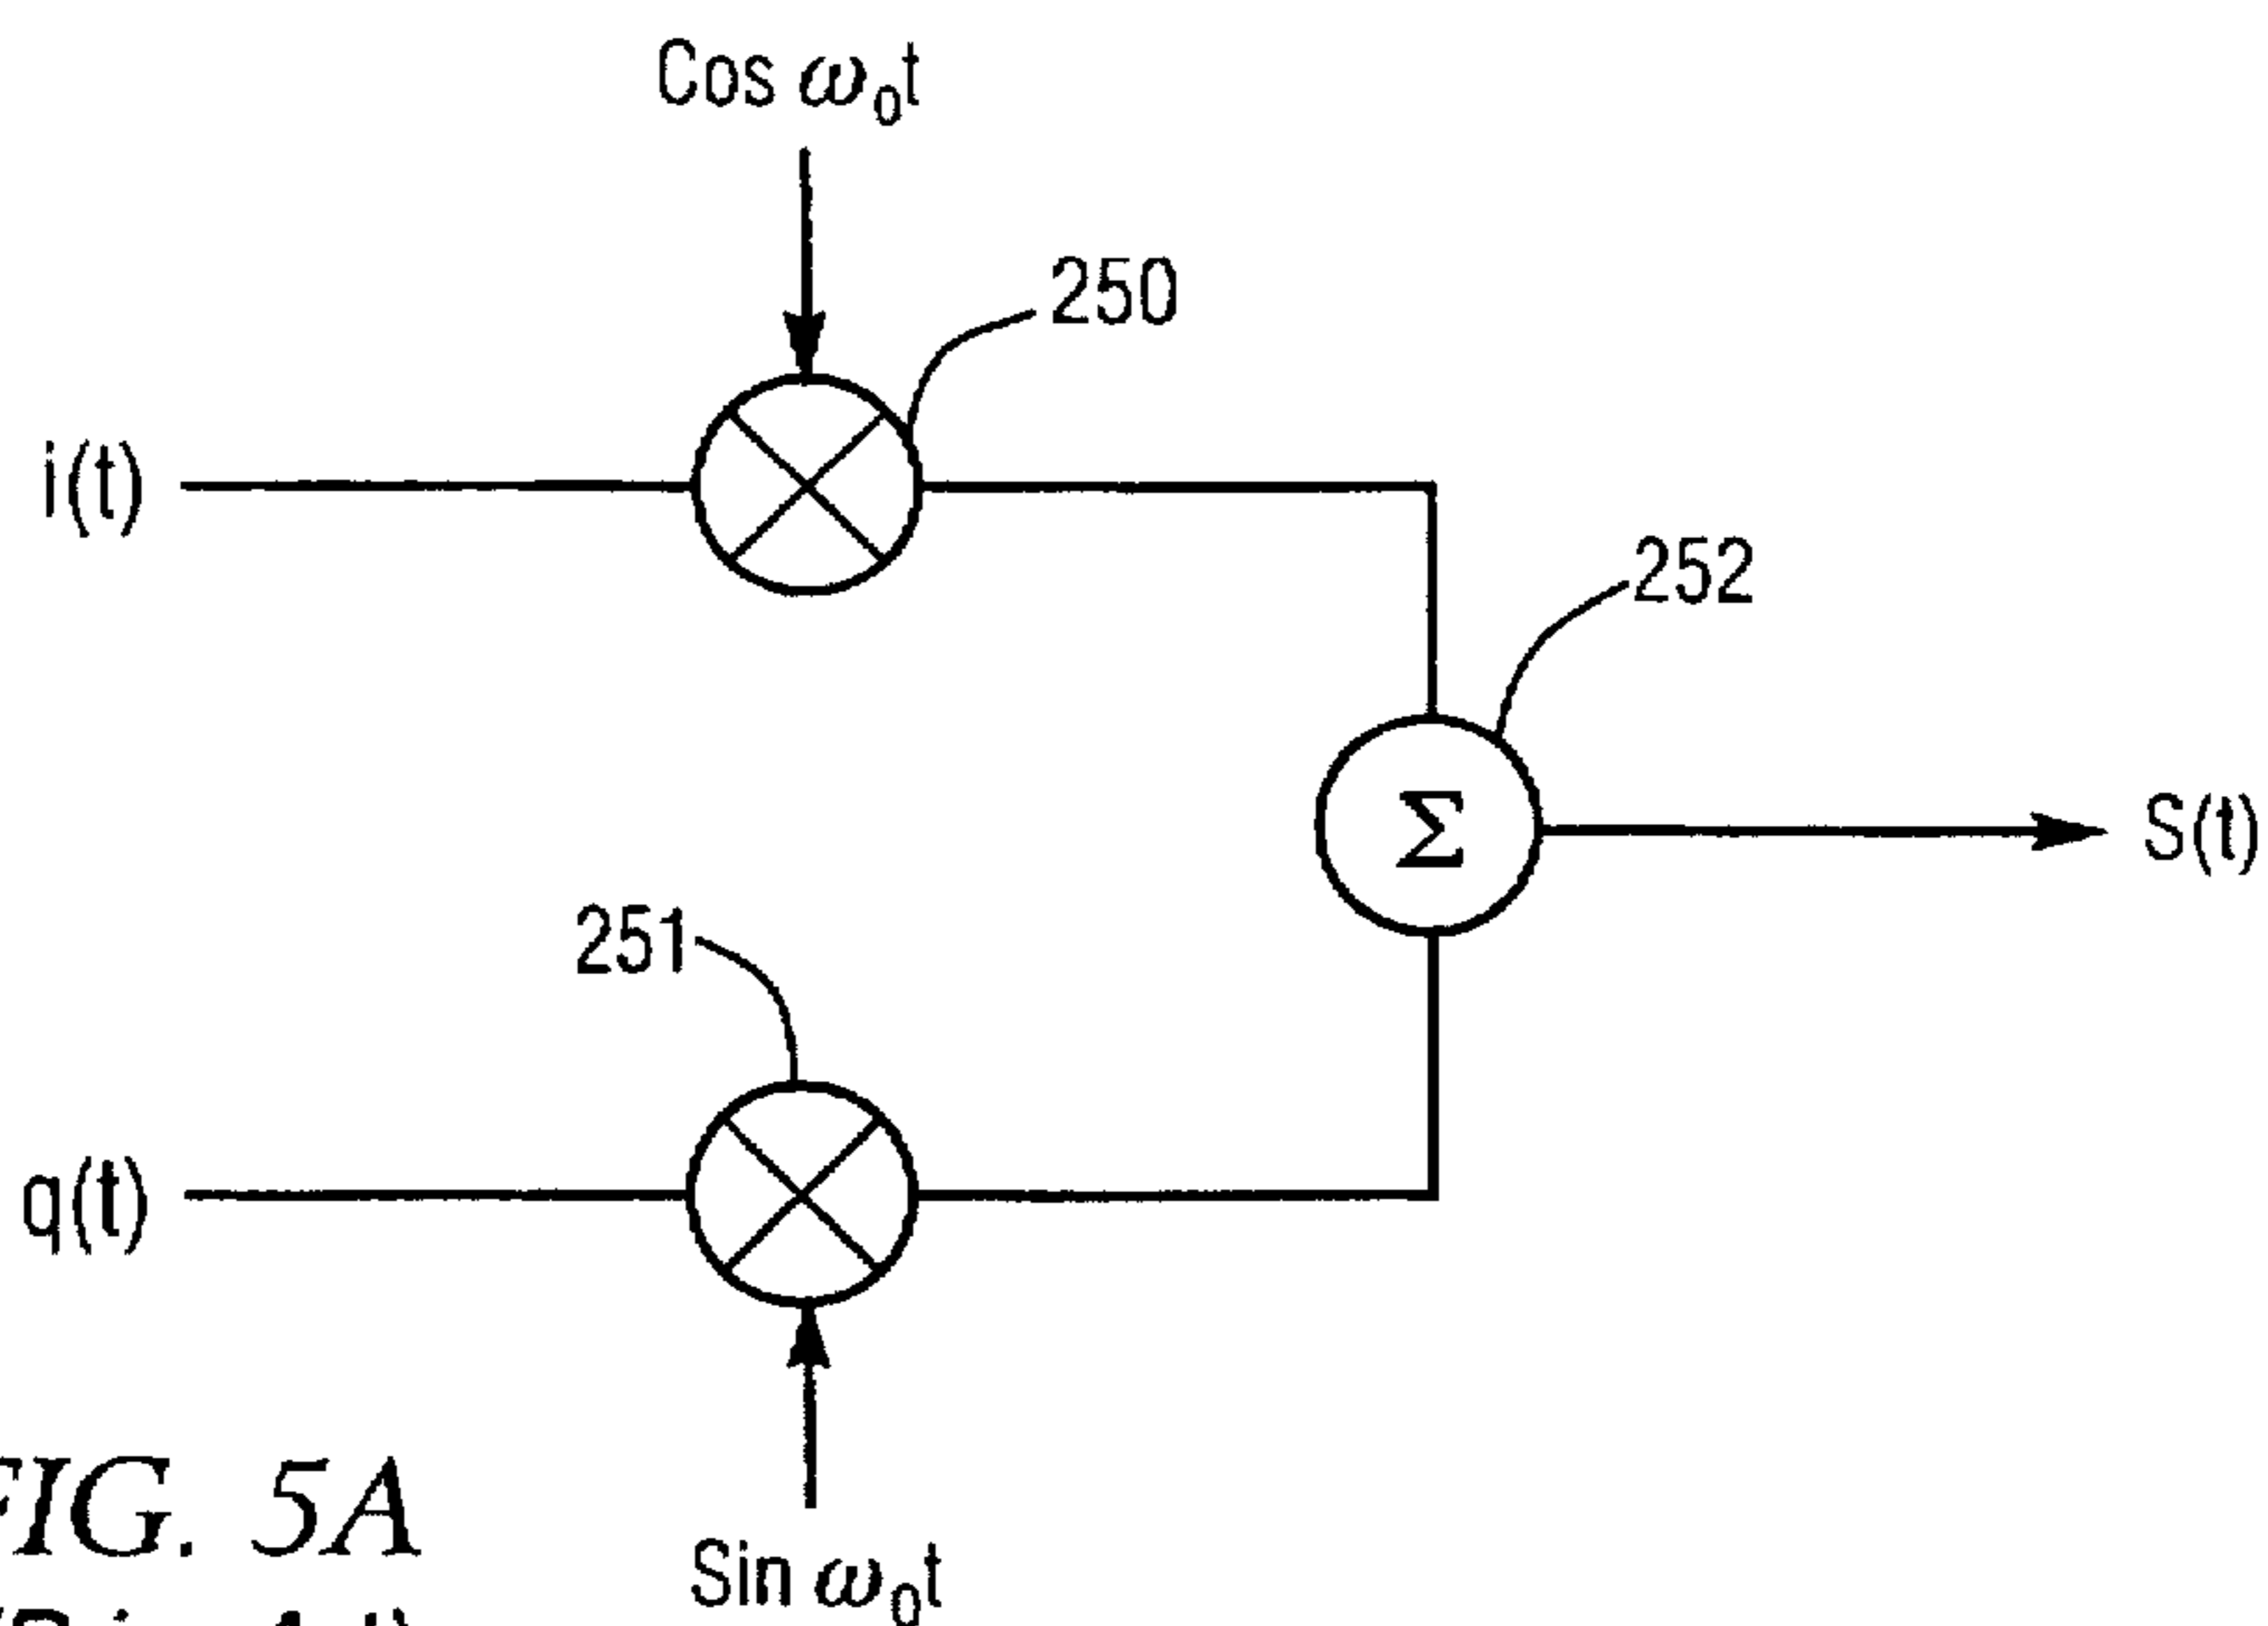 Cos ω₀t
250
i(t)
252
Σ
S(t)
251
q(t)
FIG. 5A
Sin ω₀t